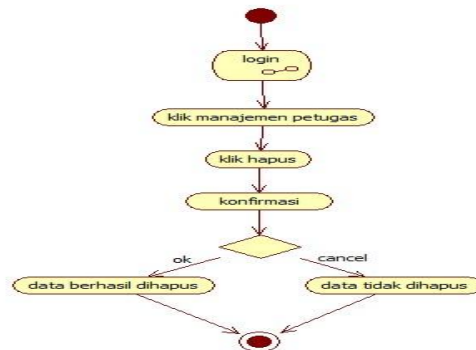 login
klik manajemen petugas
klik hapus
konfirmasi
ok
cancel
data berhasil dihapus
data tidak dihapus